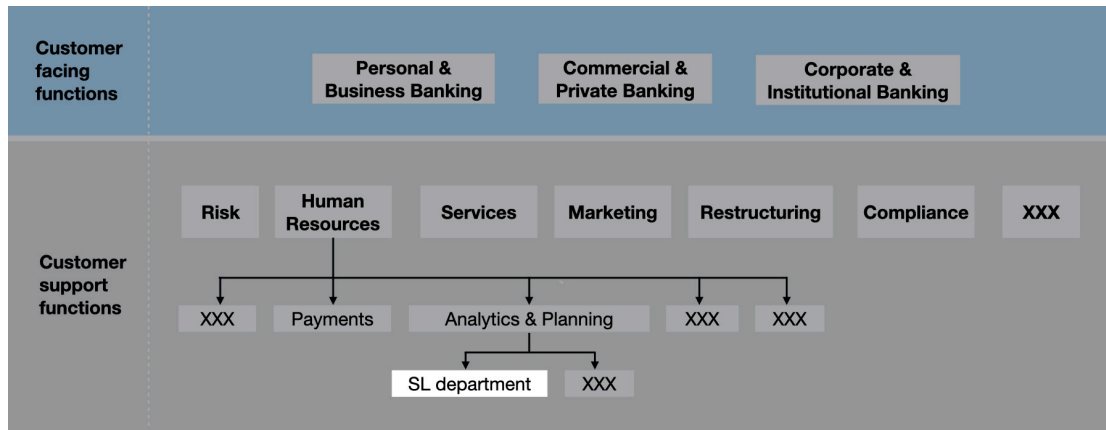 Customer
facing
functions
Personal &
Business Banking
Commercial &
Private Banking
Corporate &
Institutional Banking
Customer
support
functions
Risk
Human
Resources
Services
Marketing
Restructuring
Compliance
XXX
XXX
Payments
Analytics & Planning
XXX
XXX
SL department
XXX